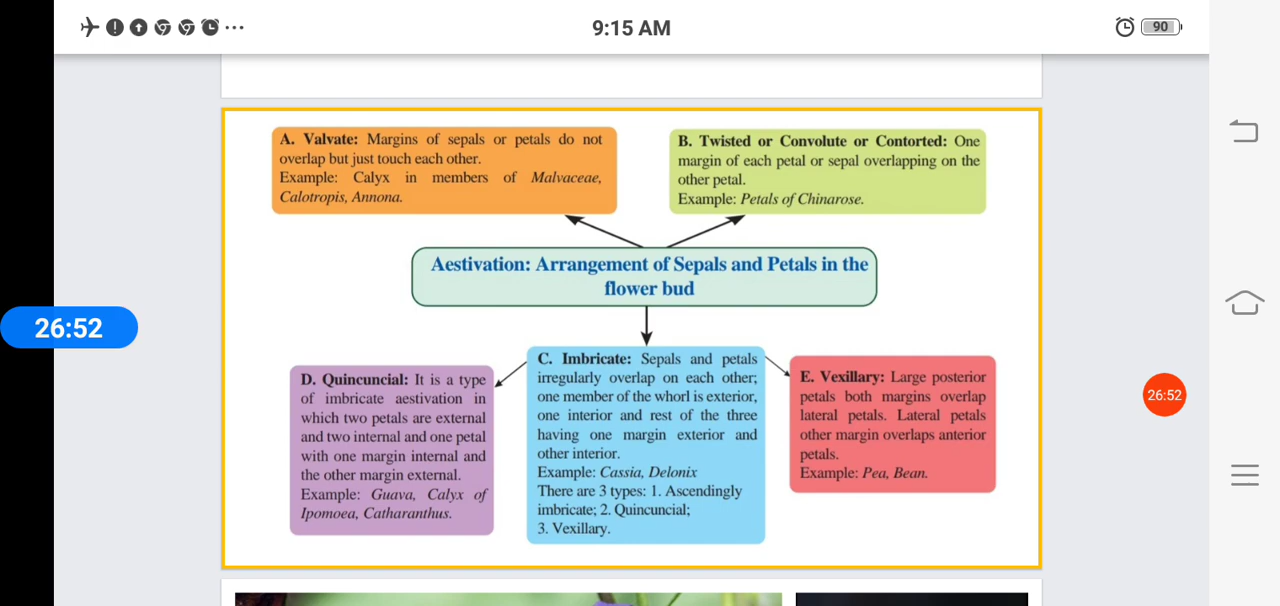 9:15 AM
90
A. Valvate: Margins of sepals or petals do not
overlap but just touch each other.
Example: Calyx in members of Malvaceae,
Calotropis, Annona.
B. Twisted or Convolute or Contorted: One
margin of each petal or sepal overlapping on the
other petal.
Example: Petals of Chinarose.
Aestivation: Arrangement of Sepals and Petals in the
flower bud
26:52
D. Quincuncial: It is a type
of imbricate aestivation in
which two petals are external
and two internal and one petal
with one margin internal and
the other margin external.
Example: Guava, Calyx of
Ipomoea, Catharanthus.
C. Imbricate: Sepals and petals
irregularly overlap on each other;
one member of the whorl is exterior,
one interior and rest of the three
having one margin exterior and
other interior.
Example: Cassia, Delonix
There are 3 types: 1. Ascendingly
imbricate; 2. Quincuncial;
3. Vexillary.
E. Vexillary: Large posterior
petals both margins overlap
lateral petals. Lateral petals
other margin overlaps anterior
petals.
Example: Pea, Bean.
26:52